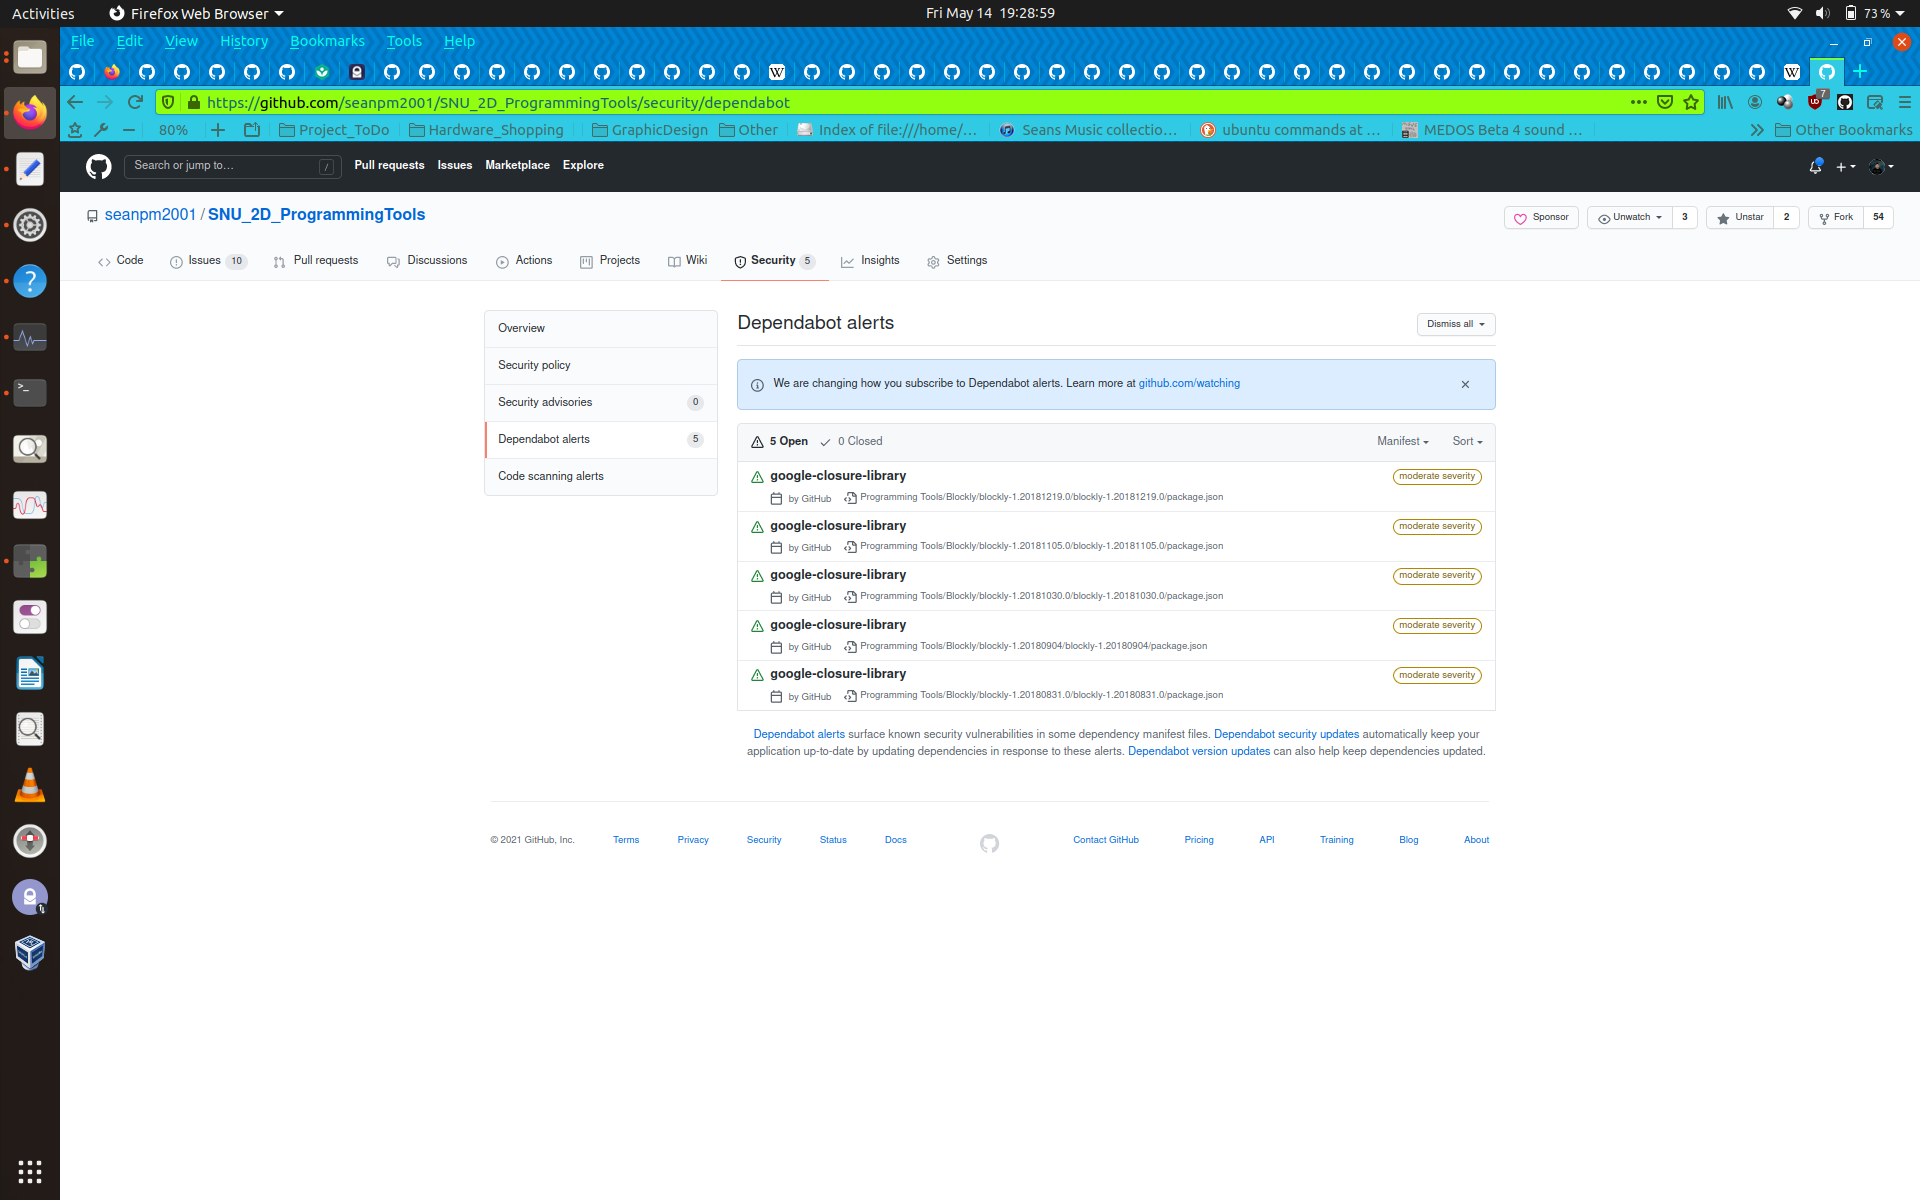 Activities
Firefox Web Browser
Fri May 14 19:28:59
73 %
File Edit View History Bookmarks Tools Help
https://github.com/seanpm2001/SNU_2D_ProgrammingTools/security/dependabot
7
80%
Project_ToDo
Hardware_Shopping
GraphicDesign
Other
Index of file:///home/…
Seans Music collectio…
ubuntu commands at …
MEDOS Beta 4 sound …
Other Bookmarks
Search or jump to… /
Pull requests Issues Marketplace Explore
seanpm2001 / SNU_2D_ProgrammingTools
Sponsor
Unwatch 3
Unstar 2
Fork 54
Code
Issues 10
Pull requests
Discussions
Actions
Projects
Wiki
Security 5
Insights
Settings
Overview
Security policy
Security advisories 0
Dependabot alerts 5
Code scanning alerts
Dependabot alerts
Dismiss all
We are changing how you subscribe to Dependabot alerts. Learn more at github.com/watching
5 Open 0 Closed
Manifest Sort
google-closure-library moderate severity
by GitHub Programming Tools/Blockly/blockly-1.20181219.0/blockly-1.20181219.0/package.json
google-closure-library moderate severity
by GitHub Programming Tools/Blockly/blockly-1.20181105.0/blockly-1.20181105.0/package.json
google-closure-library moderate severity
by GitHub Programming Tools/Blockly/blockly-1.20181030.0/blockly-1.20181030.0/package.json
google-closure-library moderate severity
by GitHub Programming Tools/Blockly/blockly-1.20180904/blockly-1.20180904/package.json
google-closure-library moderate severity
by GitHub Programming Tools/Blockly/blockly-1.20180831.0/blockly-1.20180831.0/package.json
Dependabot alerts surface known security vulnerabilities in some dependency manifest files. Dependabot security updates automatically keep your
application up-to-date by updating dependencies in response to these alerts. Dependabot version updates can also help keep dependencies updated.
© 2021 GitHub, Inc. Terms Privacy Security Status Docs Contact GitHub Pricing API Training Blog About